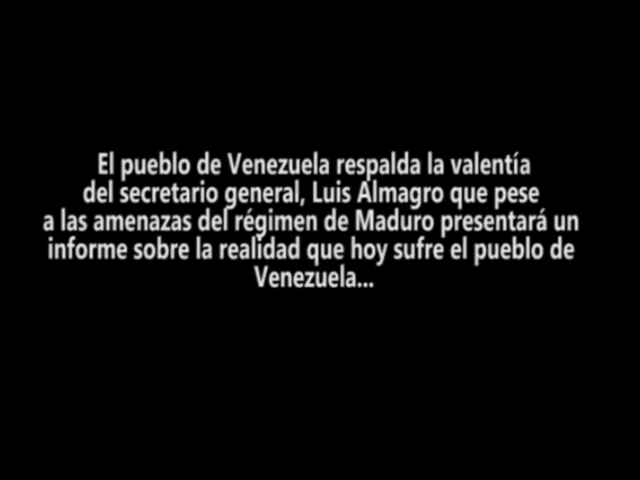 El pueblo de Venezuela respalda la valentía
del secretario general, Luis Almagro que pese
a las amenazas del régimen de Maduro presentará un
informe sobre la realidad que hoy sufre el pueblo de
Venezuela...